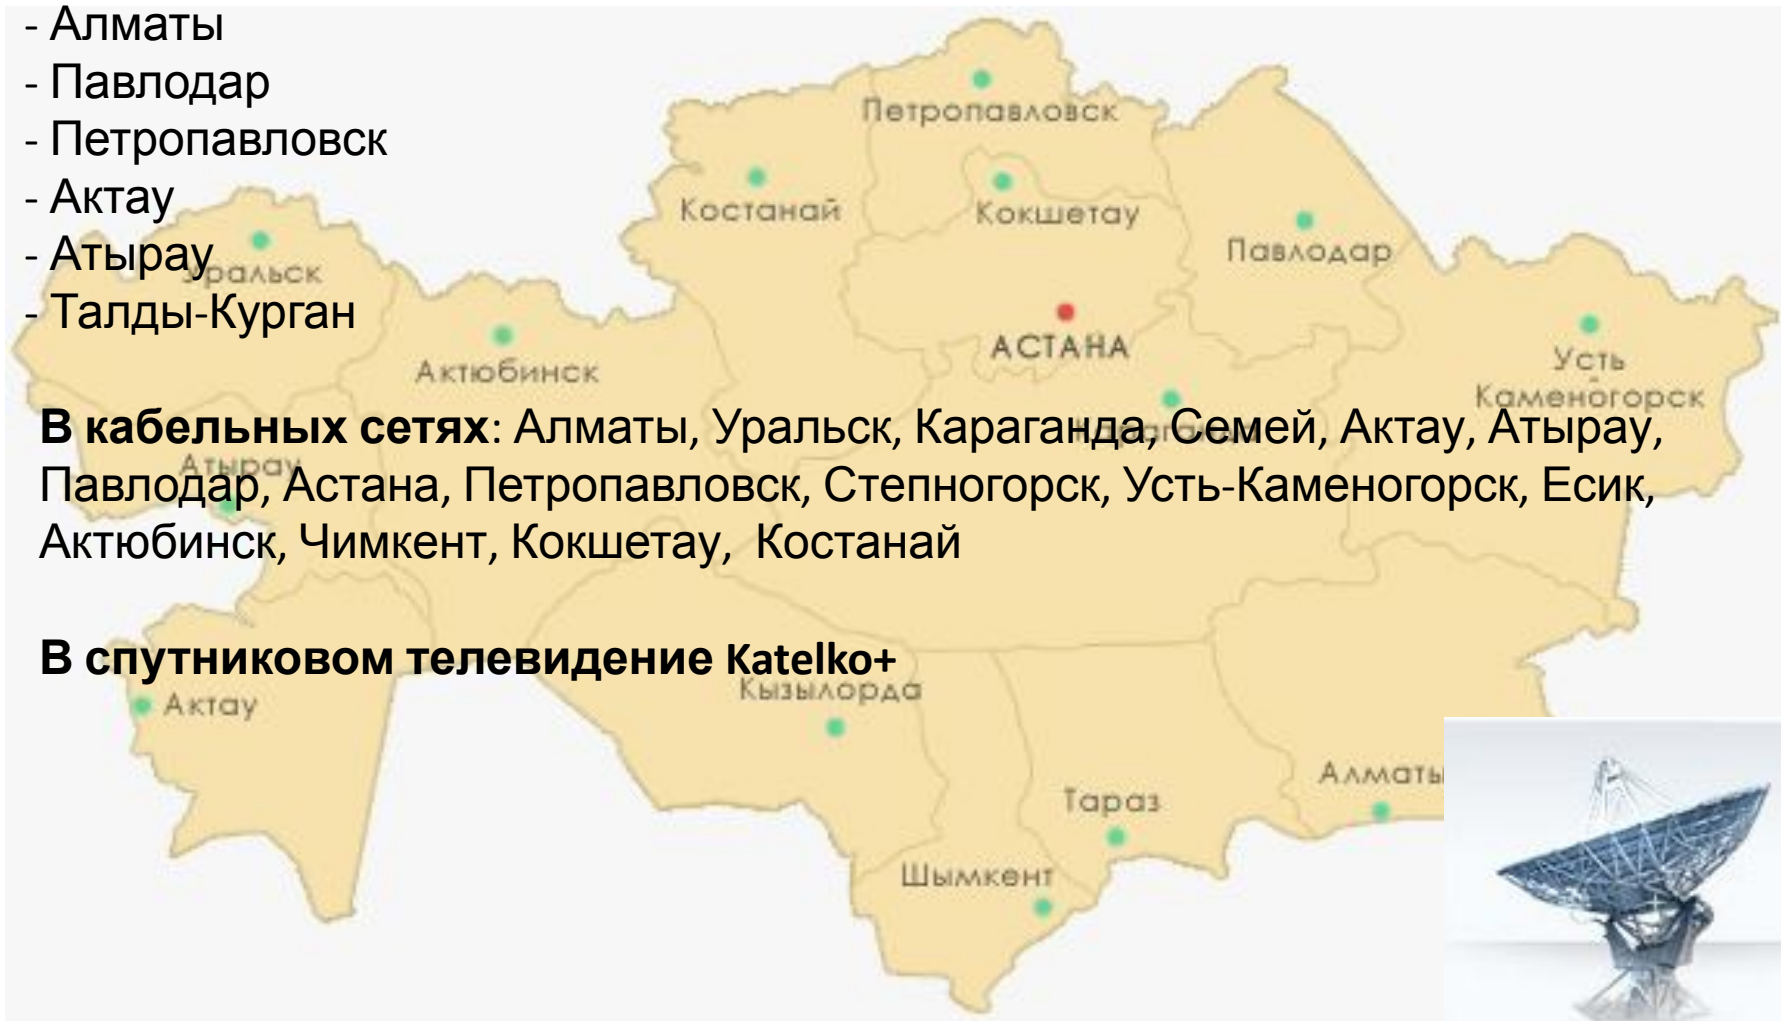 - Алматы
- Павлодар
- Петропавловск
- Актау
- Атырау
- Талды-Курган
В кабельных сетях: Алматы, Уральск, Караганда, Семей, Актау, Атырау,
Павлодар, Астана, Петропавловск, Степногорск, Усть-Каменогорск, Есик,
Актюбинск, Чимкент, Кокшетау, Костанай
В спутниковом телевидение Katelko+
Петропавловск
Костанай
Кокшетау
Павлодар
Уральск
АСТАНА
Актюбинск
Усть
Каменогорск
Караганда
Атырау
Кызылорда
Актау
Алматы
Тараз
Шымкент